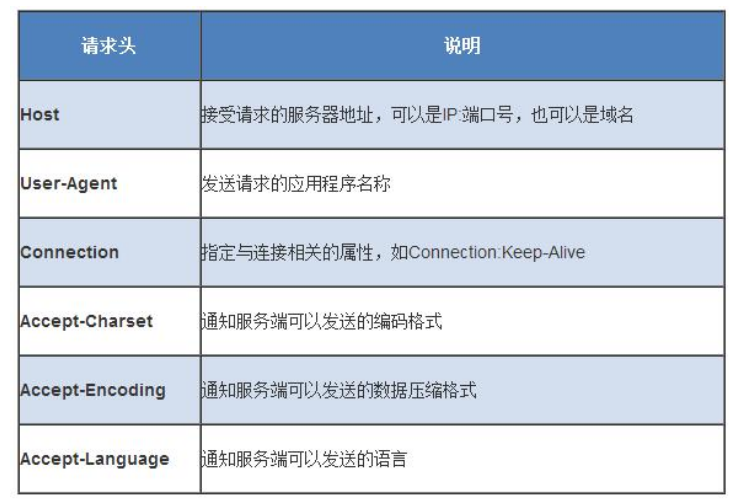 请求头 说明
Host 接受请求的服务器地址，可以是IP:端口号，也可以是域名
User-Agent 发送请求的应用程序名称
Connection 指定与连接相关的属性，如Connection:Keep-Alive
Accept-Charset 通知服务端可以发送的编码格式
Accept-Encoding 通知服务端可以发送的数据压缩格式
Accept-Language 通知服务端可以发送的语言